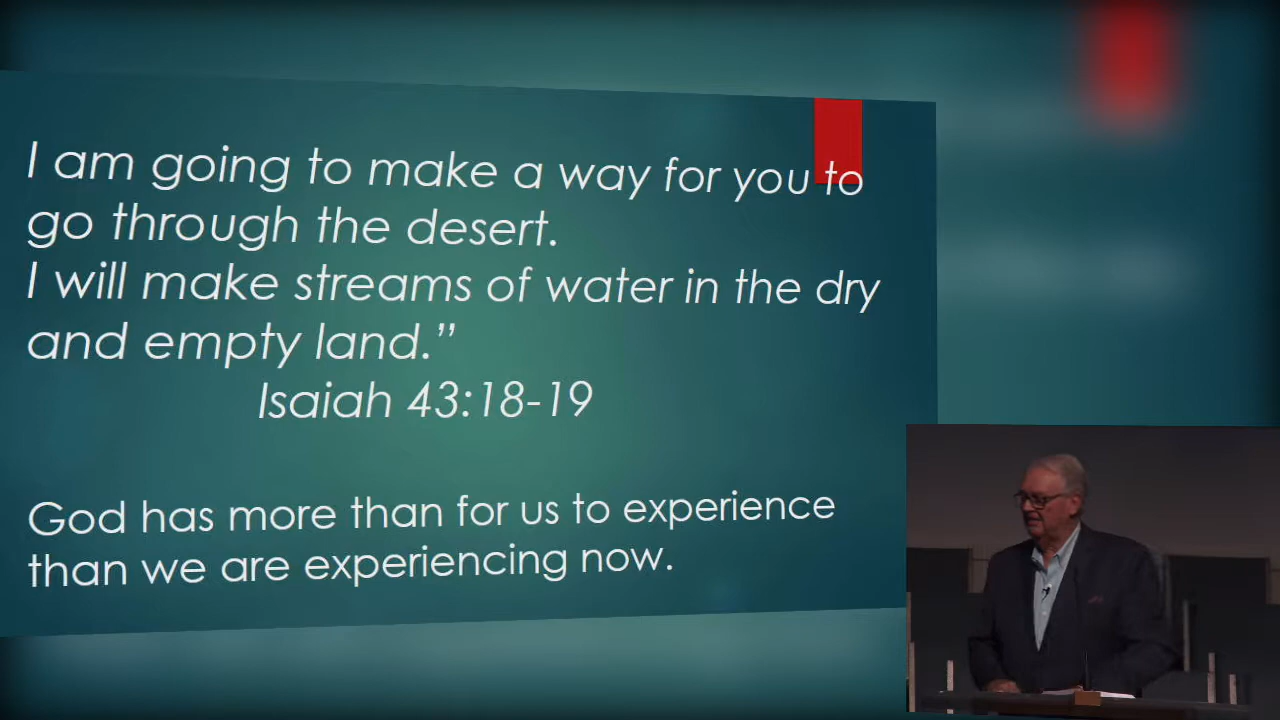 I am going to make a way for you to
go through the desert.
I will make streams of water in the dry
and empty land.”
Isaiah 43:18-19
God has more than for us to experience
than we are experiencing now.